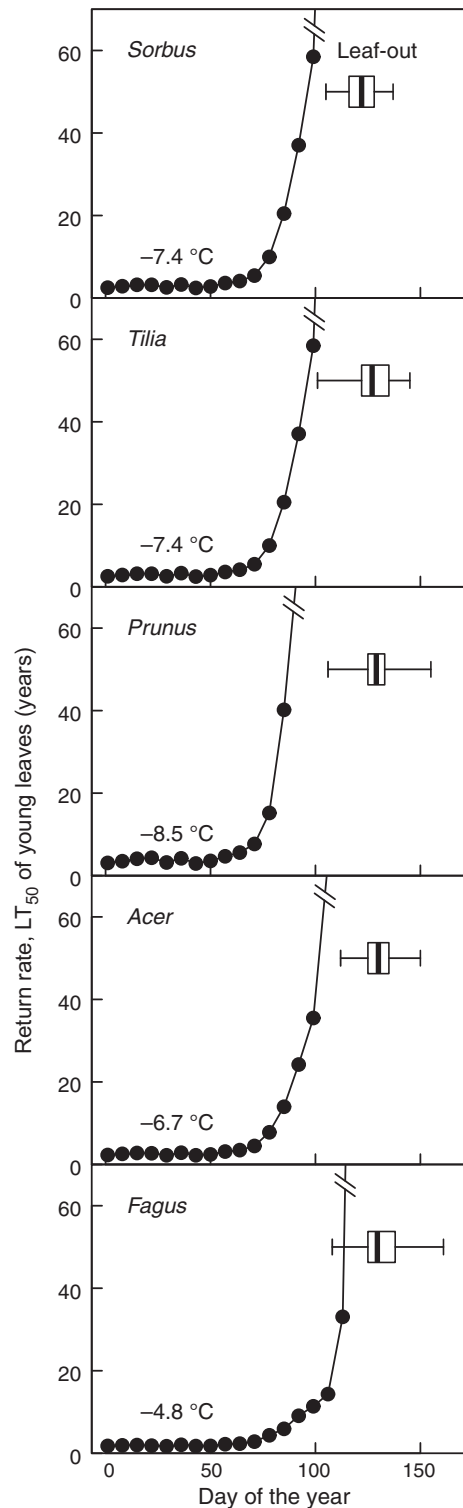 60
Sorbus
Leaf-out
40
20
–7.4 °C
0
60
Tilia
40
20
–7.4 °C
0
60
Prunus
40
20
–8.5 °C
0
60
Acer
40
20
–6.7 °C
0
60
Fagus
40
20
–4.8 °C
0
0 50 100 150
Day of the year
Return rate, LT50 of young leaves (years)